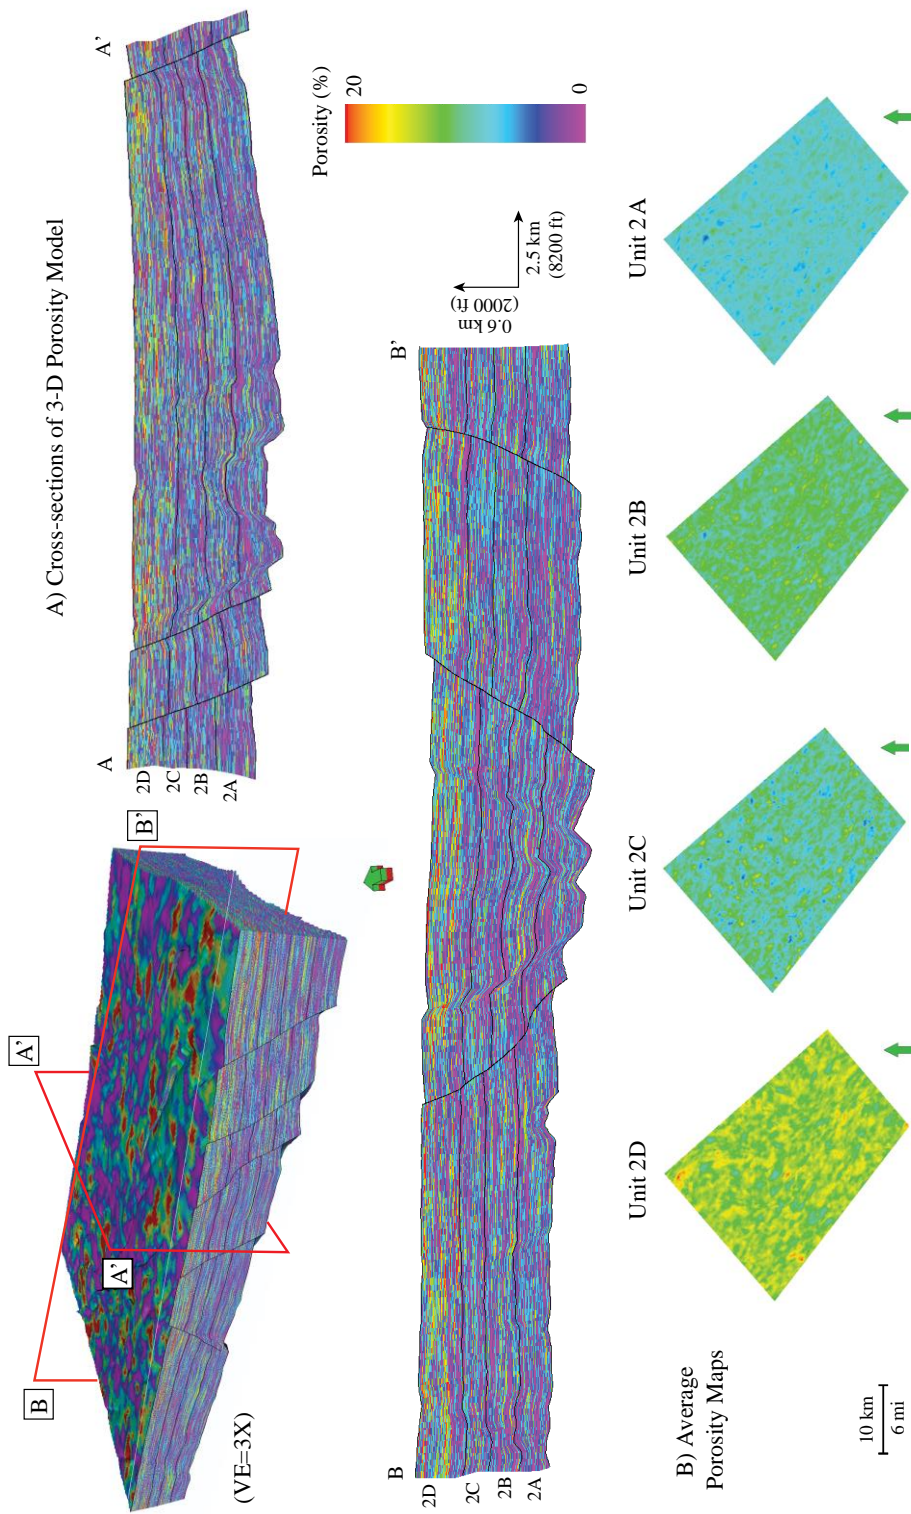 A) Cross-sections of 3-D Porosity Model
B
A'
A'
B'
(VE=3X)
A
A'
2D
2C
2B
2A
Porosity (%)
20
0
B
B'
2D
2C
2B
2A
0.6 km
(2000 ft)
2.5 km
(8200 ft)
B) Average
Porosity Maps
Unit 2D
Unit 2C
Unit 2B
Unit 2A
10 km
6 mi